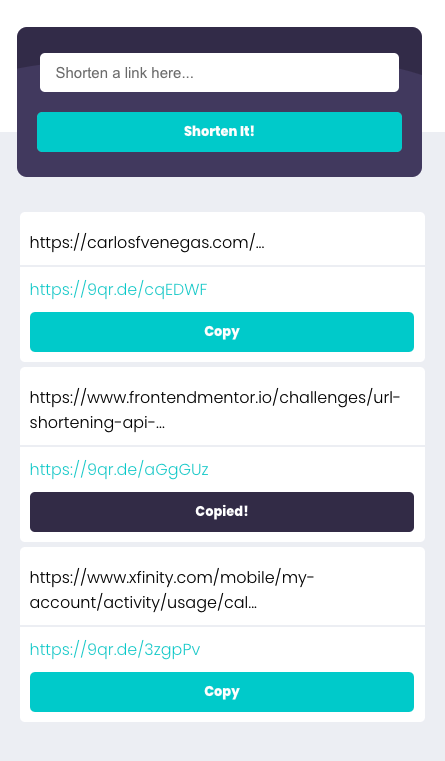 Shorten a link here...
Shorten It!
https://carlosfvenegas.com/...
https://9qr.de/cqEDWF
Copy
https://www.frontendmentor.io/challenges/url-
shortening-api-...
https://9qr.de/aGgGUz
Copied!
https://www.xfinity.com/mobile/my-
account/activity/usage/cal...
https://9qr.de/3zgpPv
Copy